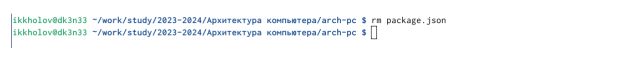 ikkholov@dk3n33 ~/work/study/2023-2024/Архитектура компьютера/arch-pc $ rm package.json
ikkholov@dk3n33 ~/work/study/2023-2024/Архитектура компьютера/arch-pc $